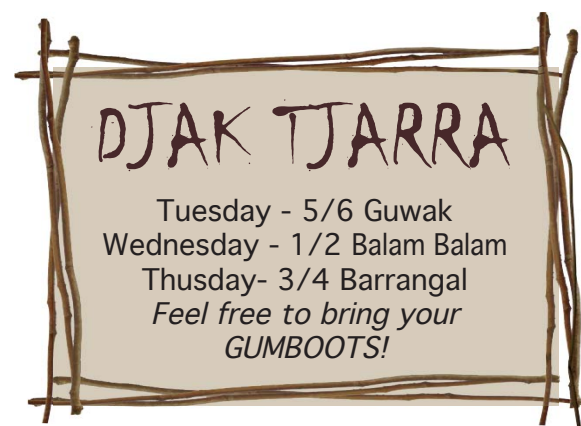 DJAK TJARRA
Tuesday - 5/6 Guwak
Wednesday - 1/2 Balam Balam
Thusday- 3/4 Barrangal
Feel free to bring your
GUMBOOTS!